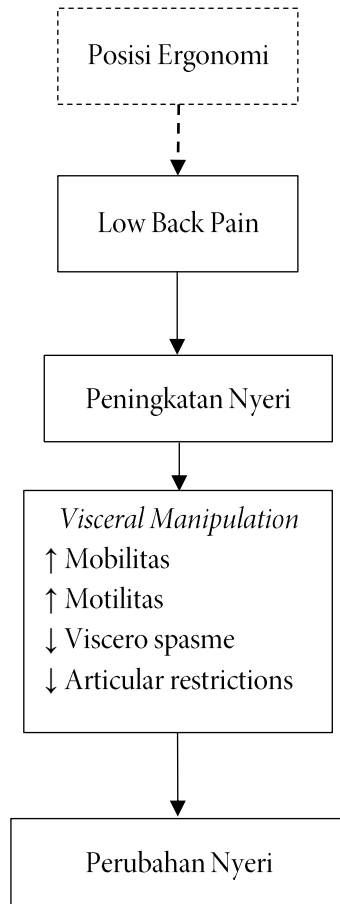 Posisi Ergonomi
Low Back Pain
Peningkatan Nyeri
Visceral Manipulation
↑ Mobilitas
↑ Motilitas
↓ Viscero spasme
↓ Articular restrictions
Perubahan Nyeri